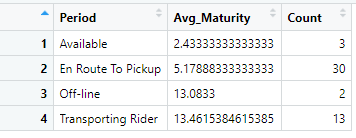 Period Avg_Maturity Count
1 Available 2.43333333333333 3
2 En Route To Pickup 5.17888333333333 30
3 Off-line 13.0833 2
4 Transporting Rider 13.4615384615385 13